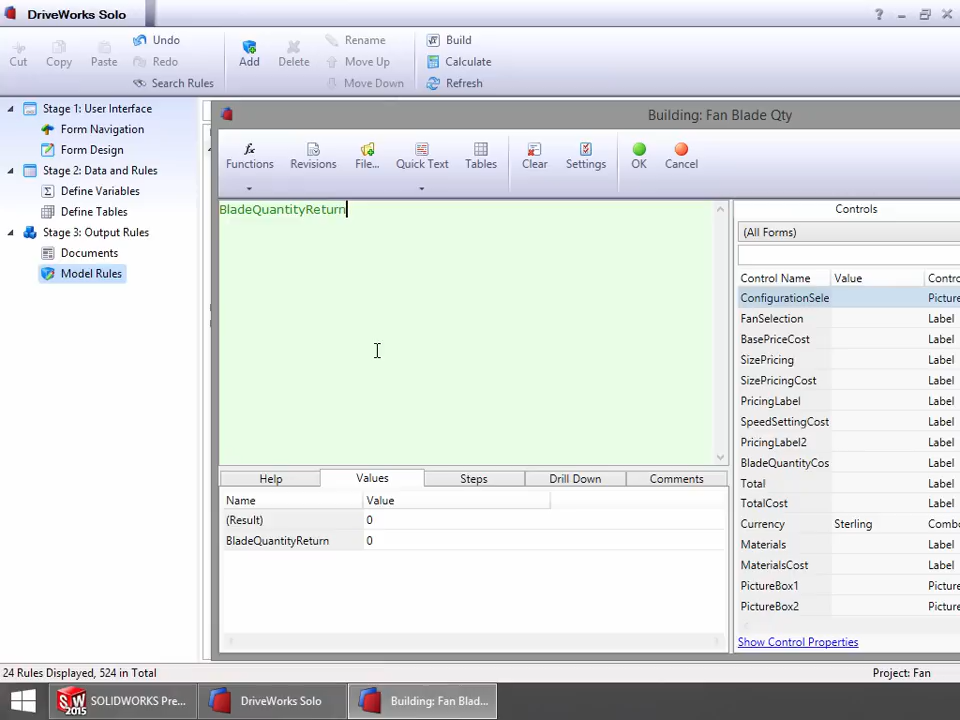 DriveWorks Solo
Cut
Copy
Paste
Undo
Redo
Search Rules
Add
Delete
Rename
Move Up
Move Down
Build
Calculate
Refresh
Stage 1: User Interface
Form Navigation
Form Design
Stage 2: Data and Rules
Define Variables
Define Tables
Stage 3: Output Rules
Documents
Model Rules
Building: Fan Blade Qty
Functions
Revisions
File...
Quick Text
Tables
Clear
Settings
OK
Cancel
BladeQuantityReturn
Controls
(All Forms)
Control Name Value Contro
ConfigurationSele Picture
FanSelection Label
BasePriceCost Label
SizePricing Label
SizePricingCost Label
PricingLabel Label
SpeedSettingCost Label
PricingLabel2 Label
BladeQuantityCos Label
Total Label
TotalCost Label
Currency Sterling Combo
Materials Label
MaterialsCost Label
PictureBox1 Picture
PictureBox2 Picture
Show Control Properties
Help Values Steps Drill Down Comments
Name Value
(Result) 0
BladeQuantityReturn 0
24 Rules Displayed, 524 in Total
Project: Fan
SOLIDWORKS Pre...
DriveWorks Solo
Building: Fan Blad...